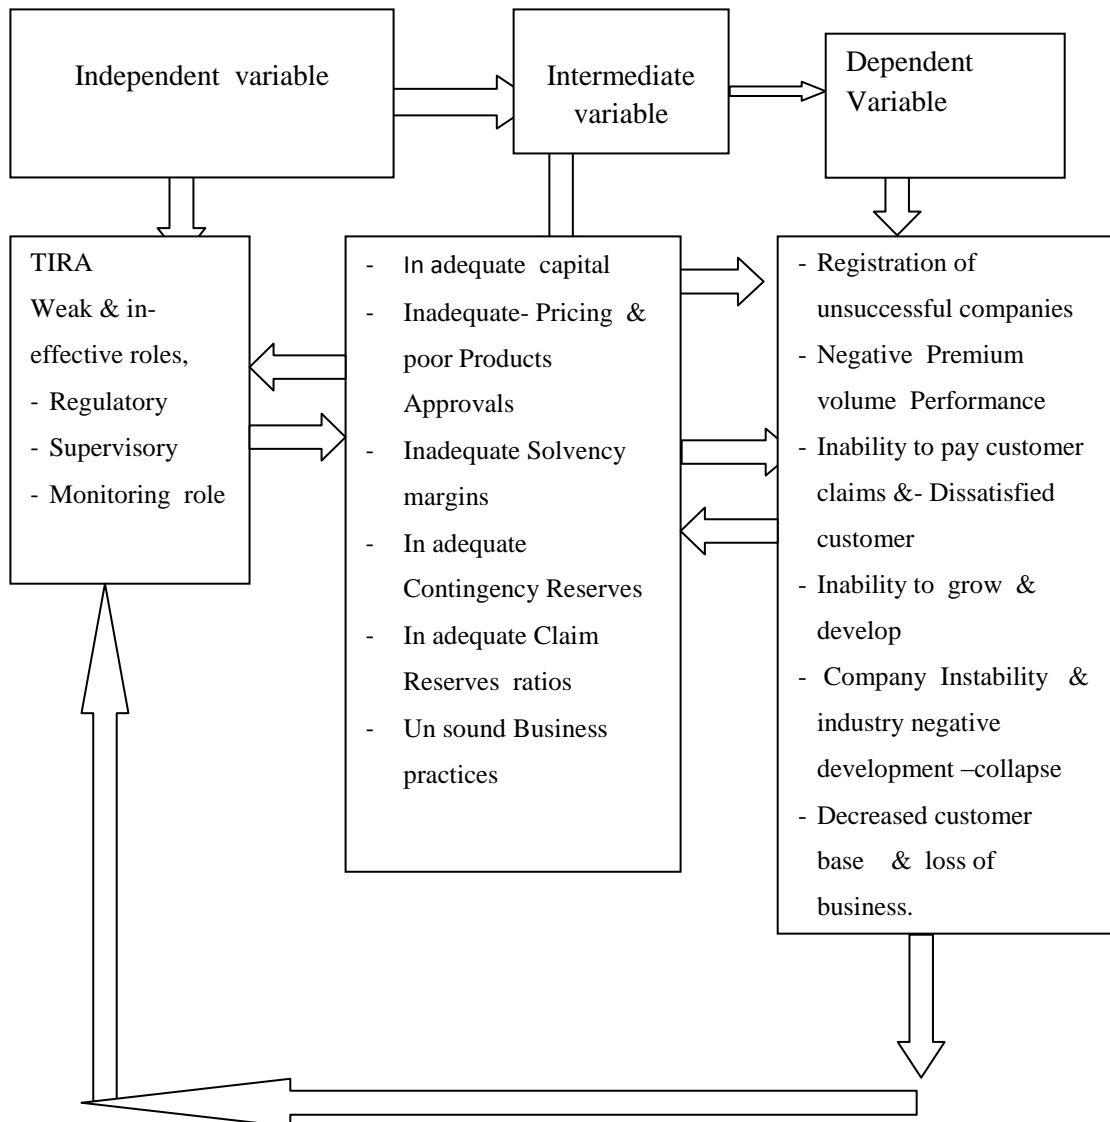 Independent variable
Intermediate
variable
Dependent
Variable
TIRA
Weak & in-
effective roles,
- Regulatory
- Supervisory
- Monitoring role
- In adequate capital
- Inadequate- Pricing &
poor Products
Approvals
- Inadequate Solvency
margins
- In adequate
Contingency Reserves
- In adequate Claim
Reserves ratios
- Un sound Business
practices
- Registration of
unsuccessful companies
- Negative Premium
volume Performance
- Inability to pay customer
claims &- Dissatisfied
customer
- Inability to grow &
develop
- Company Instability &
industry negative
development –collapse
- Decreased customer
base & loss of
business.